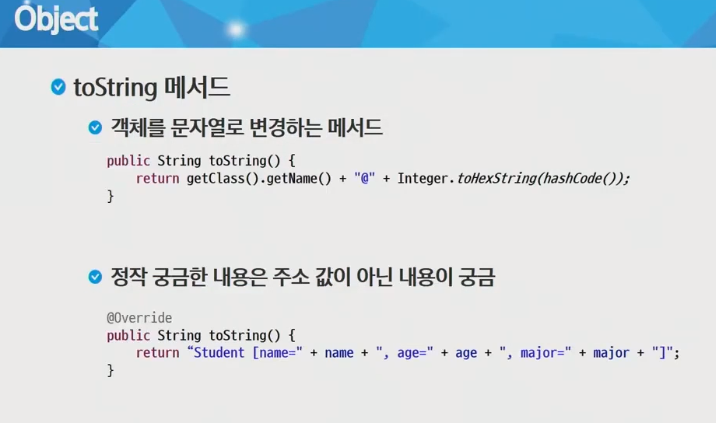 Object
toString 메서드
객체를 문자열로 변경하는 메서드
public String toString() {
    return getClass().getName() + "@" + Integer.toHexString(hashCode());
}
정작 궁금한 내용은 주소 값이 아닌 내용이 궁금
@Override
public String toString() {
    return “Student [name=" + name + ", age=" + age + ", major=" + major + "]";
}